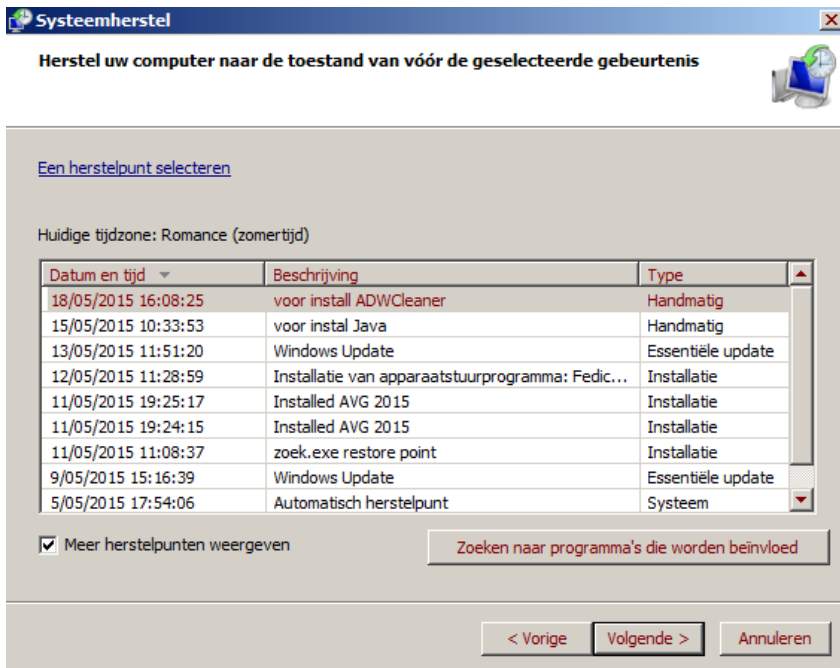 Systeemherstel
Herstel uw computer naar de toestand van vóór de geselecteerde gebeurtenis
Een herstelpunt selecteren
Huidige tijdzone: Romance (zomertijd)
Datum en tijd Beschrijving Type
18/05/2015 16:08:25 voor install ADWCleaner Handmatig
15/05/2015 10:33:53 voor instal Java Handmatig
13/05/2015 11:51:20 Windows Update Essentiële update
12/05/2015 11:28:59 Installatie van apparaatstuurprogramma: Fedic... Installatie
11/05/2015 19:25:17 Installed AVG 2015 Installatie
11/05/2015 19:24:15 Installed AVG 2015 Installatie
11/05/2015 11:08:37 zoek.exe restore point Installatie
9/05/2015 15:16:39 Windows Update Essentiële update
5/05/2015 17:54:06 Automatisch herstelpunt Systeem
Meer herstelpunten weergeven Zoeken naar programma's die worden beïnvloed
< Vorige Volgende > Annuleren